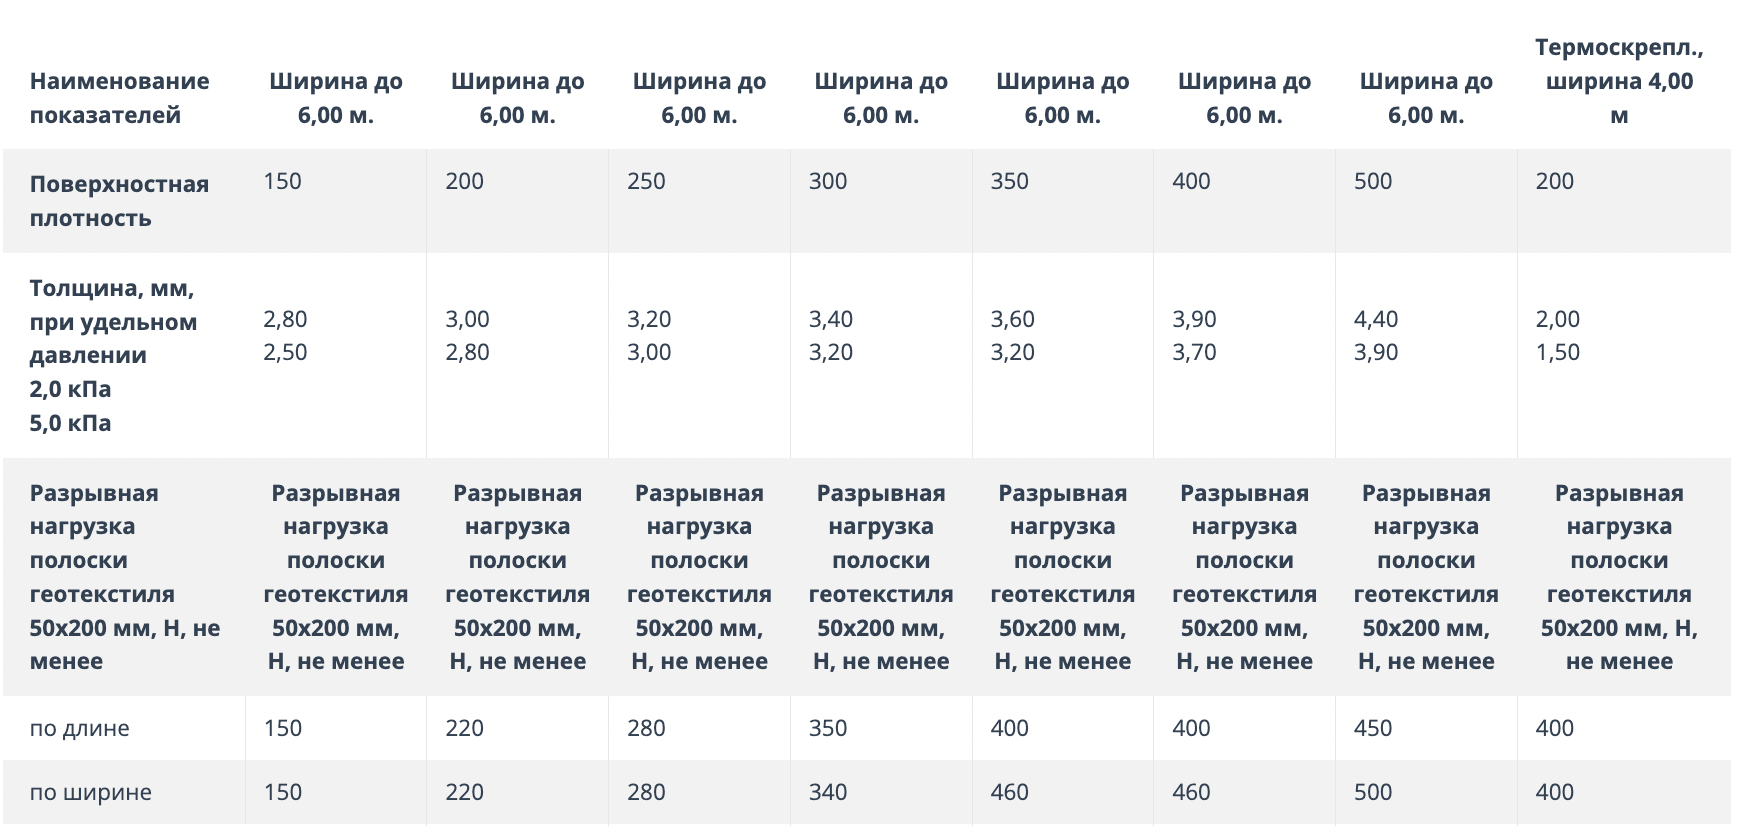 Наименование показателей | Ширина до 6,00 м. | Ширина до 6,00 м. | Ширина до 6,00 м. | Ширина до 6,00 м. | Ширина до 6,00 м. | Ширина до 6,00 м. | Ширина до 6,00 м. | Термоскрепл., ширина 4,00 м
Поверхностная плотность | 150 | 200 | 250 | 300 | 350 | 400 | 500 | 200
Толщина, мм, при удельном давлении 2,0 кПа 5,0 кПа | 2,80 2,50 | 3,00 2,80 | 3,20 3,00 | 3,40 3,20 | 3,60 3,20 | 3,90 3,70 | 4,40 3,90 | 2,00 1,50
Разрывная нагрузка полоски геотекстиля 50х200 мм, Н, не менее | Разрывная нагрузка полоски геотекстиля 50х200 мм, Н, не менее | Разрывная нагрузка полоски геотекстиля 50х200 мм, Н, не менее | Разрывная нагрузка полоски геотекстиля 50х200 мм, Н, не менее | Разрывная нагрузка полоски геотекстиля 50х200 мм, Н, не менее | Разрывная нагрузка полоски геотекстиля 50х200 мм, Н, не менее | Разрывная нагрузка полоски геотекстиля 50х200 мм, Н, не менее | Разрывная нагрузка полоски геотекстиля 50х200 мм, Н, не менее | Разрывная нагрузка полоски геотекстиля 50х200 мм, Н, не менее
по длине | 150 | 220 | 280 | 350 | 400 | 400 | 450 | 400
по ширине | 150 | 220 | 280 | 340 | 460 | 460 | 500 | 400